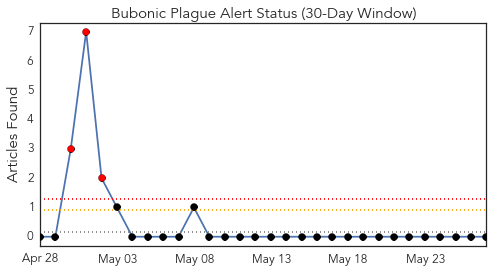 Bubonic Plague Alert Status (30-Day Window)
Articles Found
7
6
5
4
3
2
1
0
Apr 28
May 03
May 08
May 13
May 18
May 23